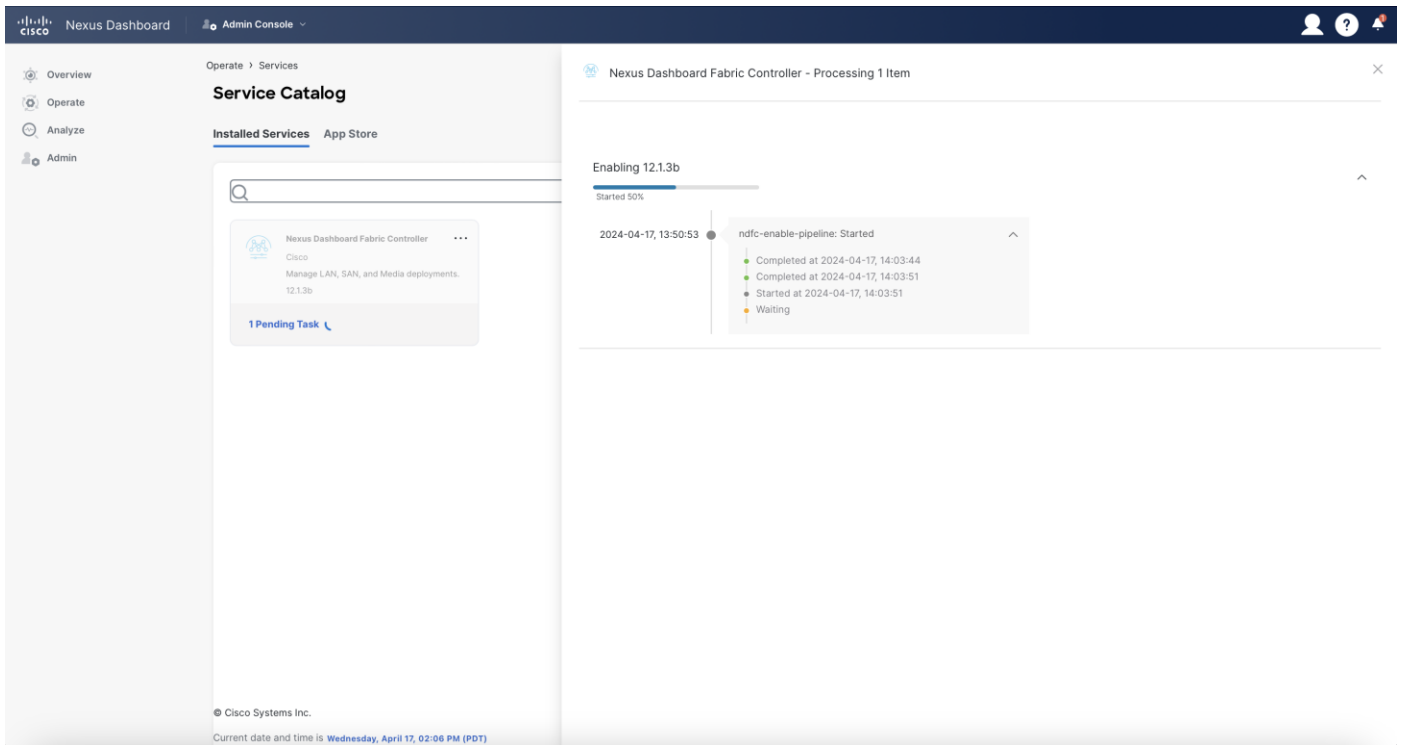 CISCO
Nexus Dashboard
Admin Console
?
Overview
Operate
Analyze
Admin
Operate › Services
Service Catalog
Installed Services App Store
Nexus Dashboard Fabric Controller
Cisco
Manage LAN, SAN, and Media deployments.
12.1.3b
1 Pending Task
© Cisco Systems Inc.
Current date and time is Wednesday, April 17, 02:06 PM (PDT)
Nexus Dashboard Fabric Controller - Processing 1 Item
Enabling 12.1.3b
Started 50%
2024-04-17, 13:50:53
ndfc-enable-pipeline: Started
Completed at 2024-04-17, 14:03:44
Completed at 2024-04-17, 14:03:51
Started at 2024-04-17, 14:03:51
Waiting